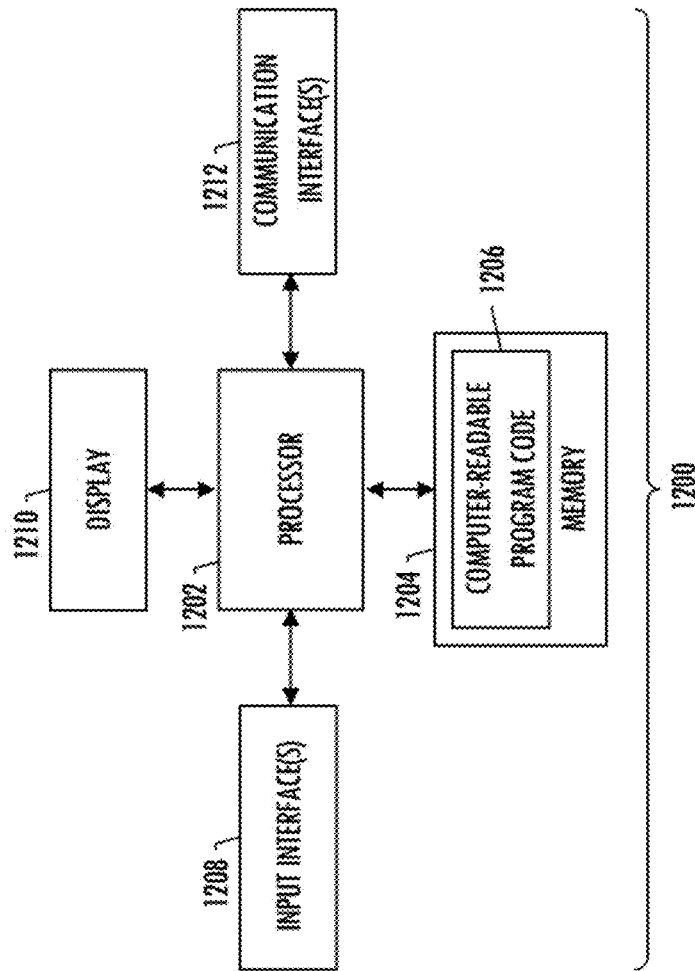 1210
DISPLAY
1208
INPUT INTERFACE(S)
1202
PROCESSOR
1212
COMMUNICATION
INTERFACE(S)
1204
1206
COMPUTER-READABLE
PROGRAM CODE
MEMORY
1200